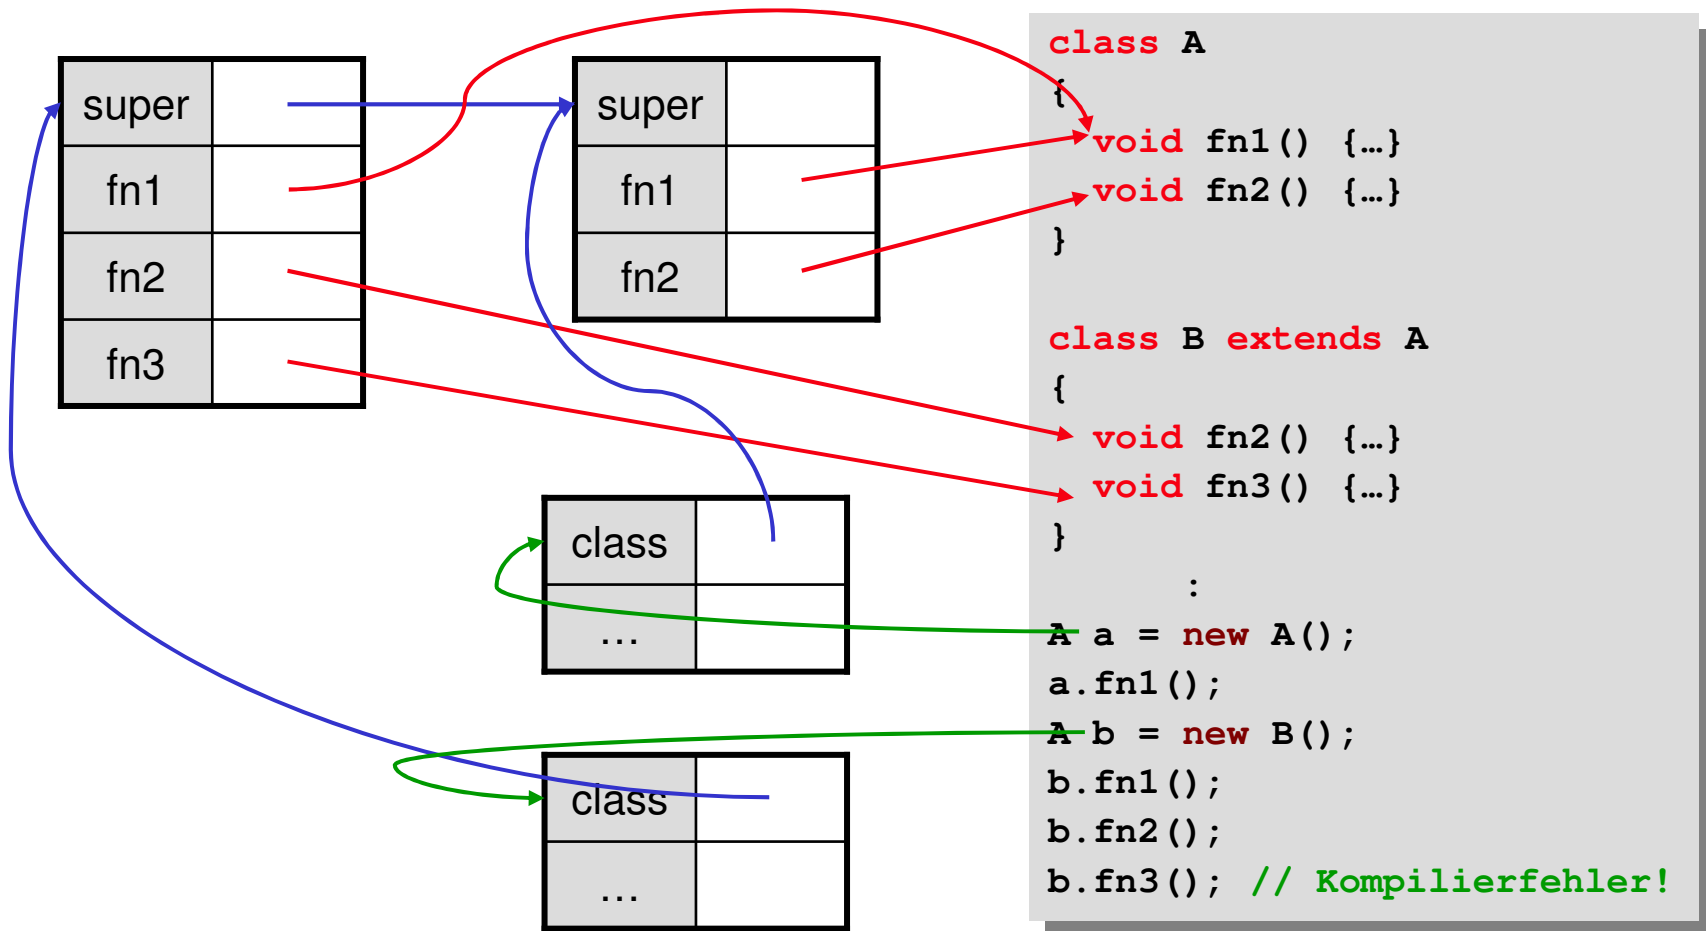 super
fn1
fn2
fn3
super
fn1
fn2
class
…
class
…
class A
{
void fn1() {…}
void fn2() {…}
}
class B extends A
{
void fn2() {…}
void fn3() {…}
}
:
A a = new A();
a.fn1();
A b = new B();
b.fn1();
b.fn2();
b.fn3(); // Kompilierfehler!